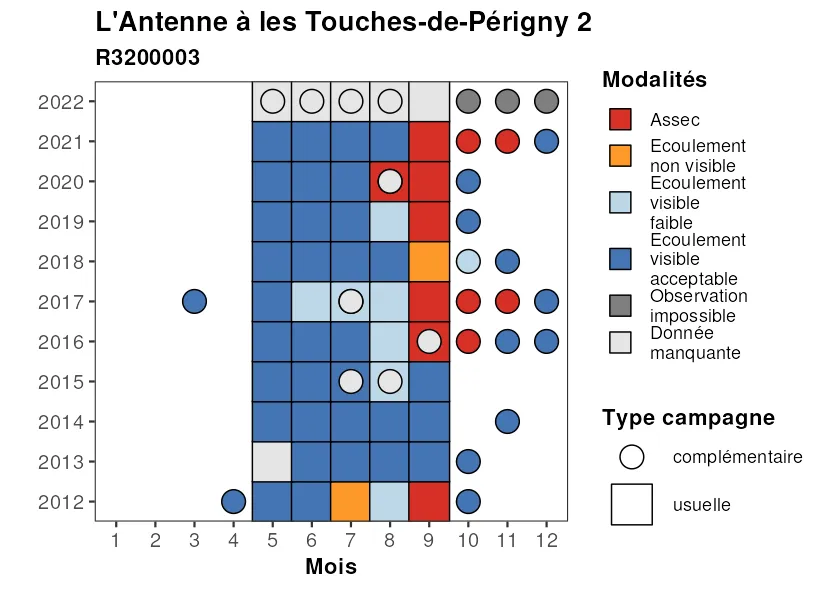 L'Antenne à les Touches-de-Périgny 2
R3200003
2022
2021
2020
2019
2018
2017
2016
2015
2014
2013
2012
1 2 3 4 5 6 7 8 9 10 11 12
Mois
Modalités
Assec
Ecoulement
non visible
Ecoulement
visible
faible
Ecoulement
visible
acceptable
Observation
impossible
Donnée
manquante
Type campagne
complémentaire
usuelle